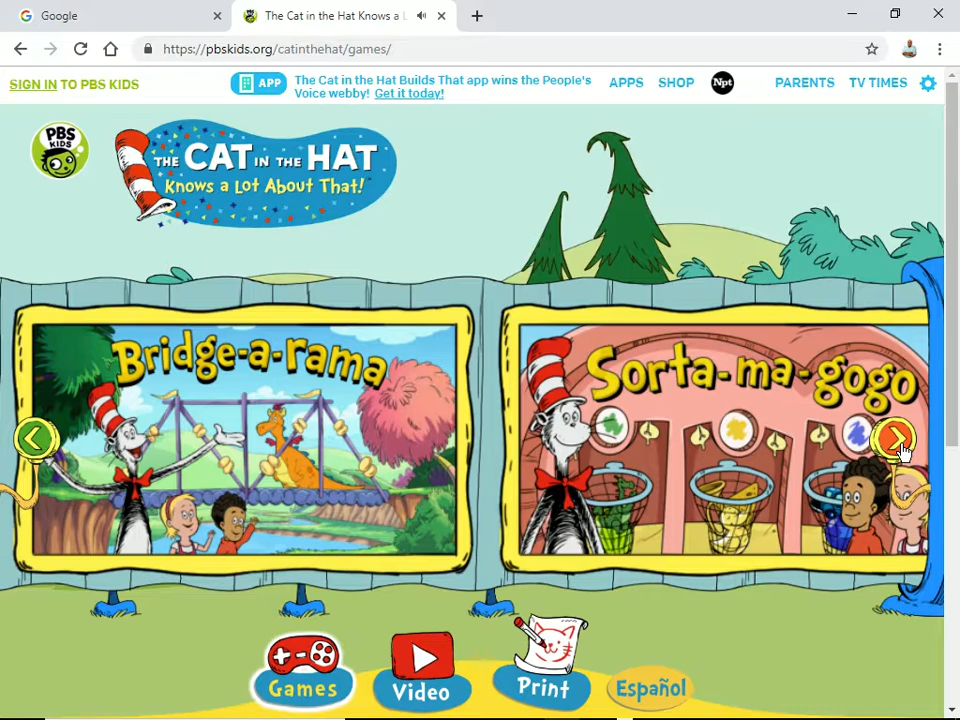 Google
The Cat in the Hat Knows a L
https://pbskids.org/catinthehat/games/
SIGN IN TO PBS KIDS
APP
The Cat in the Hat Builds That app wins the People's
Voice webby! Get it today!
APPS
SHOP
Npt
PARENTS
TV TIMES
PBS
KIDS
THE CAT IN THE HAT
Knows a Lot About That!
Bridge-a-rama
Sorta-ma-gogo
Games
Video
Print
Español